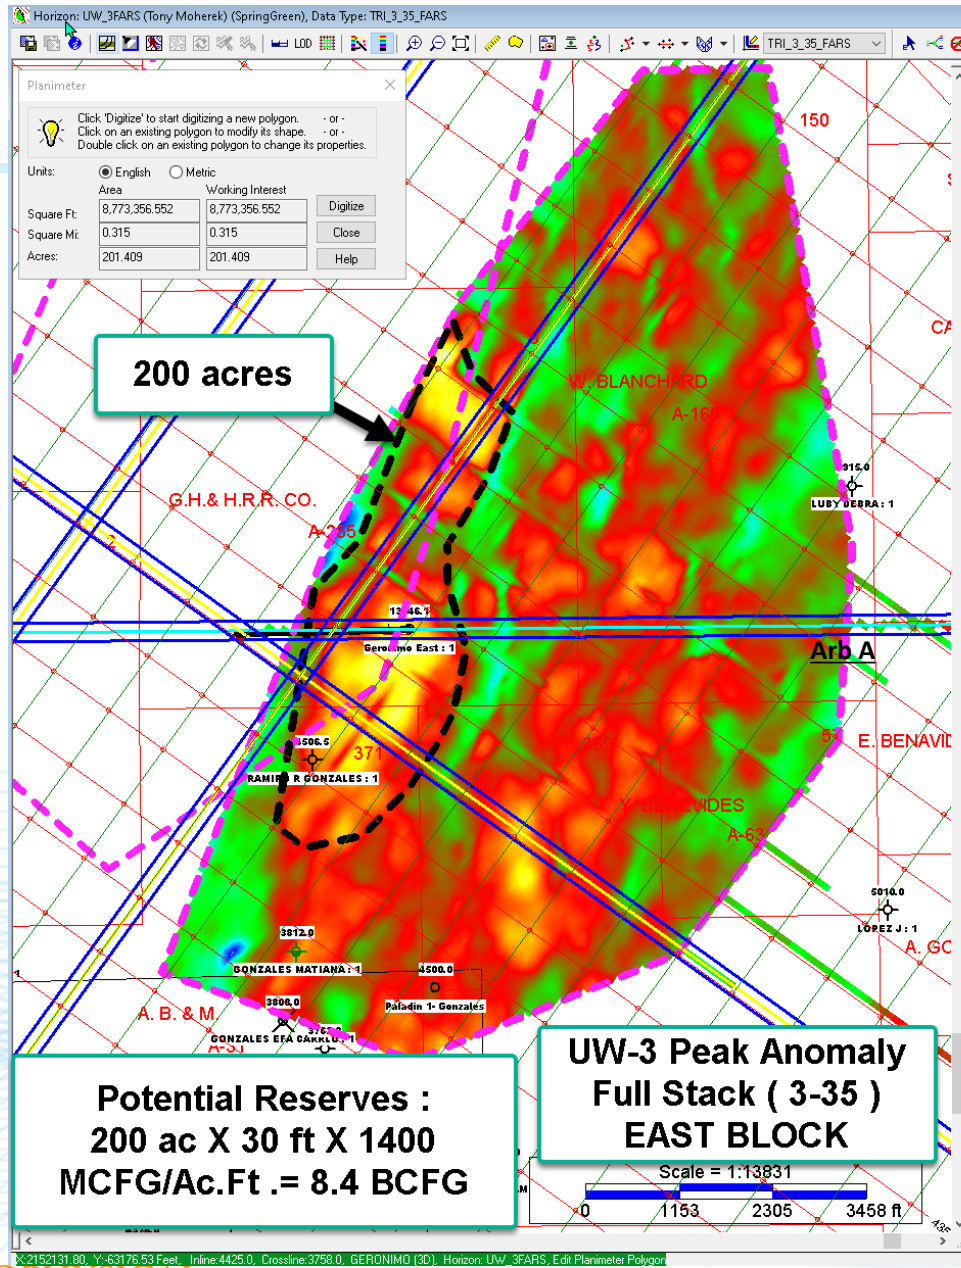 Horizon: UW_3FARS (Tony Moherek) (SpringGreen), Data Type: TRI_3_35_FARS
LOD
TRI_3_35_FARS
Planimeter
Click 'Digitize' to start digitizing a new polygon. - or -
Click on an existing polygon to modify its shape. - or -
Double click on an existing polygon to change its properties.
Units:
English
Metric
Area
Working Interest
Square Ft:
8,773,356.552
8,773,356.552
Digitize
Square Mi:
0.315
0.315
Close
Acres:
201.409
201.409
Help
150
CA
200 acres
W. BLANCHARD
A-160
915.0
LUBY DEBRA : 1
G.H.& H.R.R. CO.
2
Geronimo East : 1
Arb A
4506.5
371
E. BENAVID
RAMIRO R GONZALES : 1
A-63
5010.0
LOPEZ J : 1
A. GO
3812.0
GONZALES MATIANA : 1
4500.0
Paladin 1- Gonzales
A. B. & M.
3808.0
Potential Reserves :
200 ac X 30 ft X 1400
MCFG/Ac.Ft .= 8.4 BCFG
UW-3 Peak Anomaly
Full Stack ( 3-35 )
EAST BLOCK
Scale = 1:13831
0
1153
2305
3458 ft
X:2152131.80, Y:-63176.53 Feet, Inline:4425.0, Crossline:3758.0, GERONIMO (3D), Horizon: UW_3FARS, Edit Planimeter Polygon